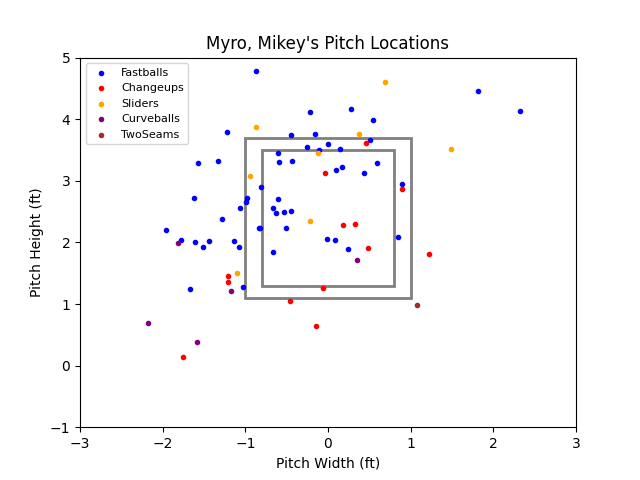 Myro, Mikey's Pitch Locations
Fastballs
Changeups
Sliders
Curveballs
TwoSeams
Pitch Height (ft)
5
4
3
2
1
0
−1
−3
−2
−1
0
1
2
3
Pitch Width (ft)